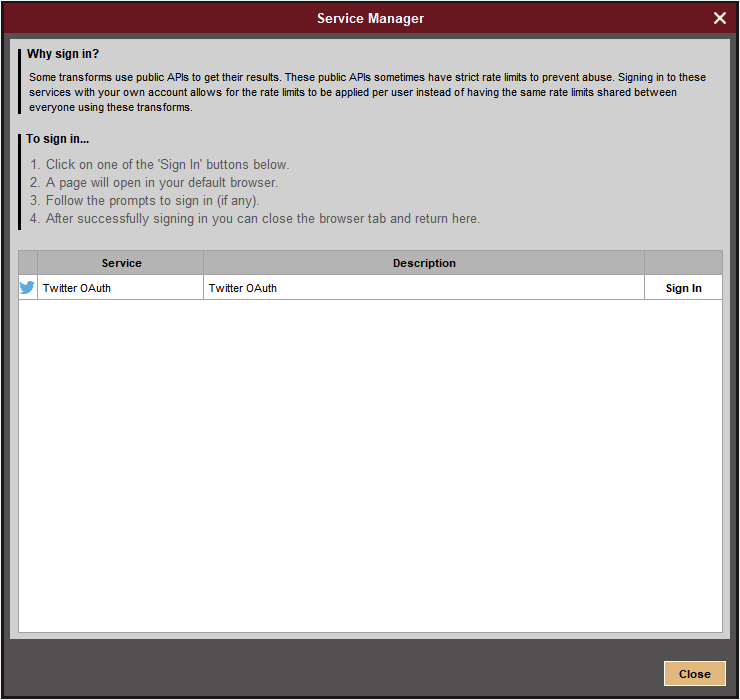 Service Manager
Why sign in?
Some transforms use public APIs to get their results. These public APIs sometimes have strict rate limits to prevent abuse. Signing in to these
services with your own account allows for the rate limits to be applied per user instead of having the same rate limits shared between
everyone using these transforms.
To sign in...
1. Click on one of the 'Sign In' buttons below.
2. A page will open in your default browser.
3. Follow the prompts to sign in (if any).
4. After successfully signing in you can close the browser tab and return here.
Service Description
Twitter OAuth Twitter OAuth Sign In
Close